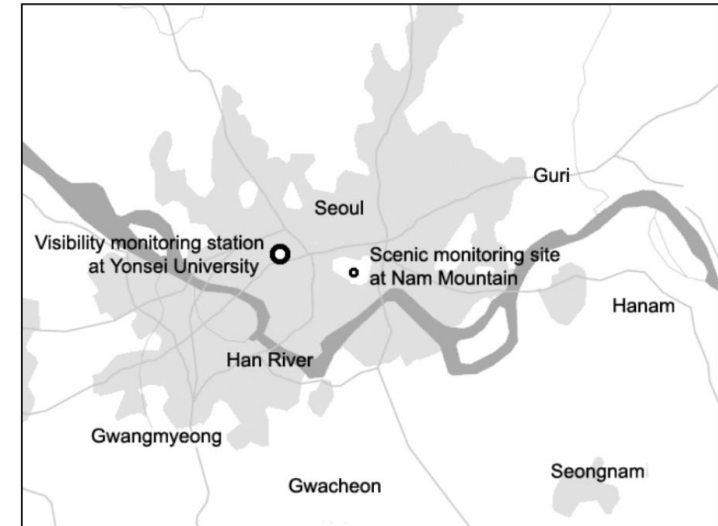 Guri
Seoul
Visibility monitoring station
at Yonsei University
Scenic monitoring site
at Nam Mountain
Hanam
Han River
Gwangmyeong
Seongnam
Gwacheon